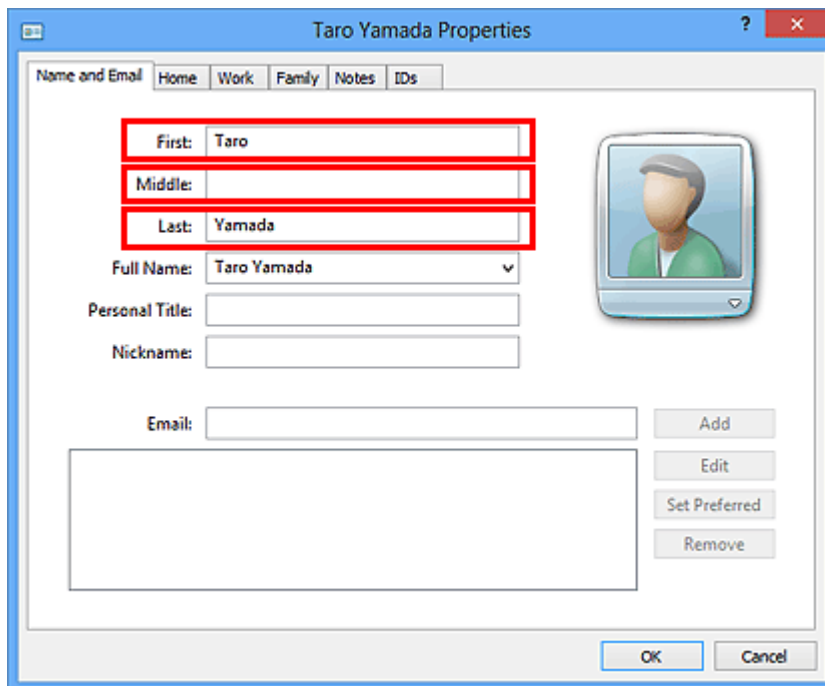 Taro Yamada Properties ?
Name and Email Home Work Family Notes IDs
First: Taro
Middle:
Last: Yamada
Full Name: Taro Yamada
Personal Title:
Nickname:
Email: Add
Edit
Set Preferred
Remove
OK Cancel